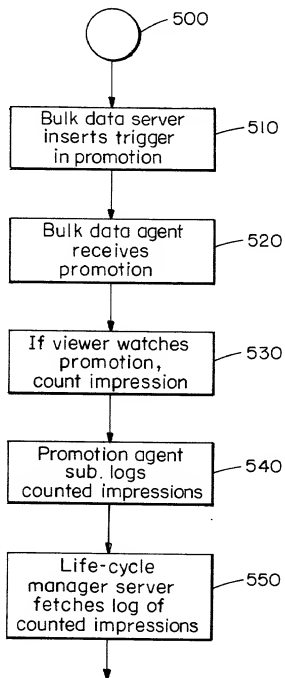 500
Bulk data server
inserts trigger
in promotion
510
Bulk data agent
receives
promotion
520
If viewer watches
promotion,
count impression
530
Promotion agent
sub. logs
counted impressions
540
Life-cycle
manager server
fetches log of
counted impressions
550